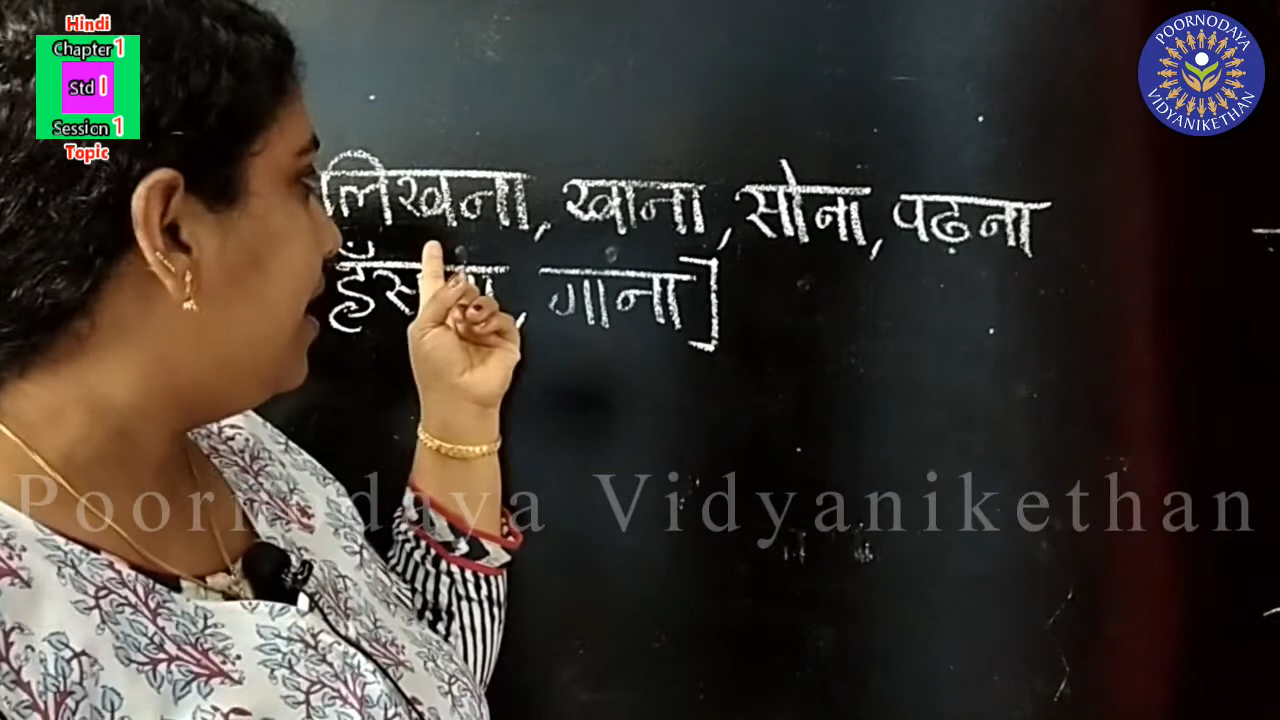 Hindi
Chapter 1
Std I
Session 1
Topic
POORNODAYA
VIDYANIKETHAN
लिखना, खाना, सोना, पढ़ना
गाना]
Poornodaya Vidyanikethan